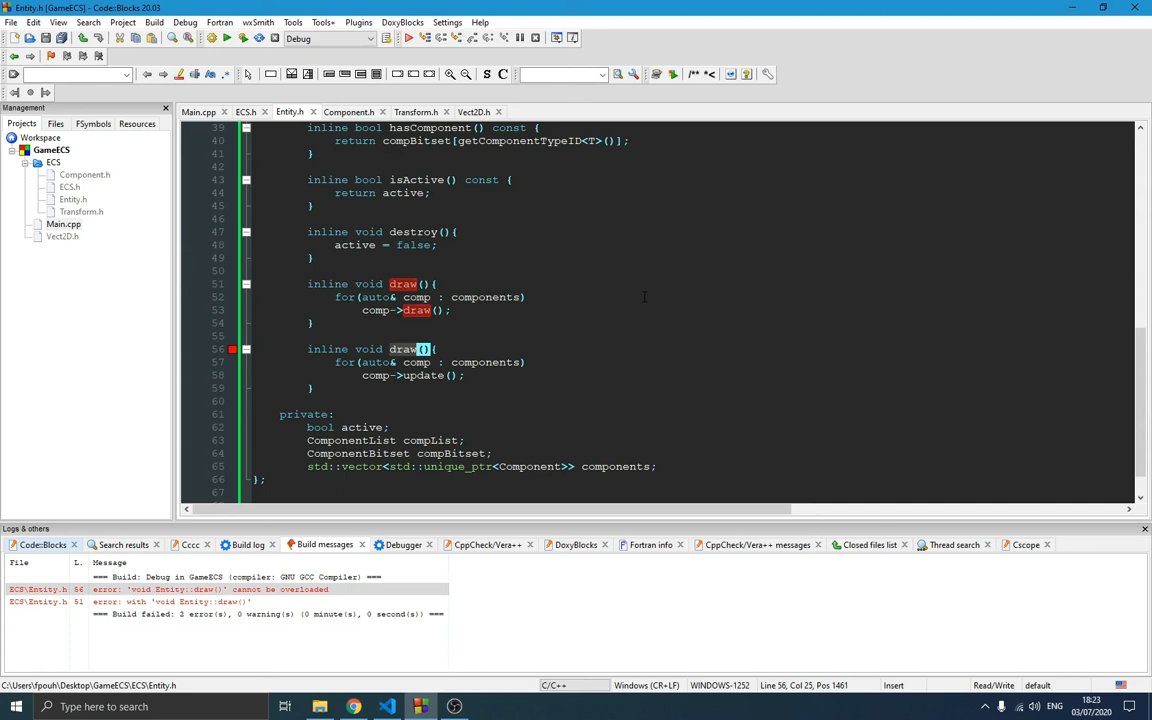 Entity.h [GameECS] - Code::Blocks 20.03
File Edit View Search Project Build Debug Fortran wxSmith Tools Tools+ Plugins DoxyBlocks Settings Help
Debug
/** *<
S C
Management
Main.cpp ECS.h Entity.h Component.h Transform.h Vect2D.h
Projects Files FSymbols Resources
Workspace
GameECS
ECS
Component.h
ECS.h
Entity.h
Transform.h
Main.cpp
Vect2D.h
39 inline bool hasComponent() const {
40 return compBitset[getComponentTypeID<T>()];
41 }
42
43 inline bool isActive() const {
44 return active;
45 }
46
47 inline void destroy(){
48 active = false;
49 }
50
51 inline void draw(){
52 for(auto& comp : components)
53 comp->draw();
54 }
55
56 inline void draw(){
57 for(auto& comp : components)
58 comp->update();
59 }
60
61 private:
62 bool active;
63 ComponentList compList;
64 ComponentBitset compBitset;
65 std::vector<std::unique_ptr<Component>> components;
66 };
67
Logs & others
Code::Blocks Search results Cccc Build log Build messages Debugger CppCheck/Vera++ DoxyBlocks Fortran info CppCheck/Vera++ messages Closed files list Thread search Cscope
File L. Message
=== Build: Debug in GameECS (compiler: GNU GCC Compiler) ===
ECS\Entity.h 56 error: 'void Entity::draw()' cannot be overloaded
ECS\Entity.h 51 error: with 'void Entity::draw()'
=== Build failed: 2 error(s), 0 warning(s) (0 minute(s), 0 second(s)) ===
C:\Users\fpouh\Desktop\GameECS\ECS\Entity.h C/C++ Windows (CR+LF) WINDOWS-1252 Line 56, Col 25, Pos 1461 Insert Read/Write default
Type here to search
ENG
18:23
03/07/2020